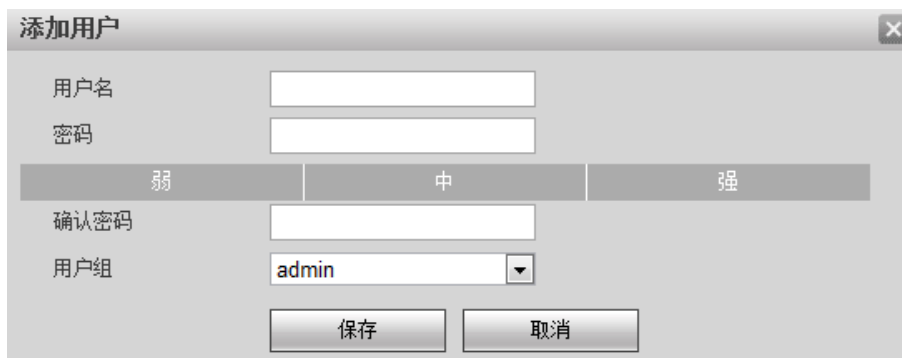 添加用户
用户名
密码
弱 中 强
确认密码
用户组 admin
保存 取消